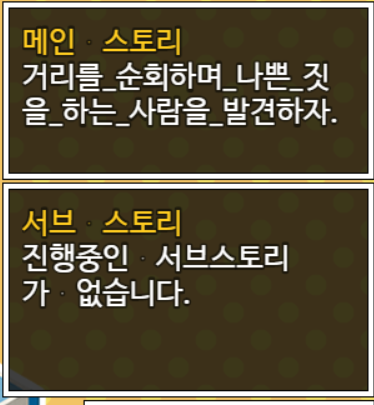 메인 · 스토리
거리를_순회하며_나쁜_짓
을_하는_사람을_발견하자.
서브 · 스토리
진행중인 · 서브스토리
가 · 없습니다.